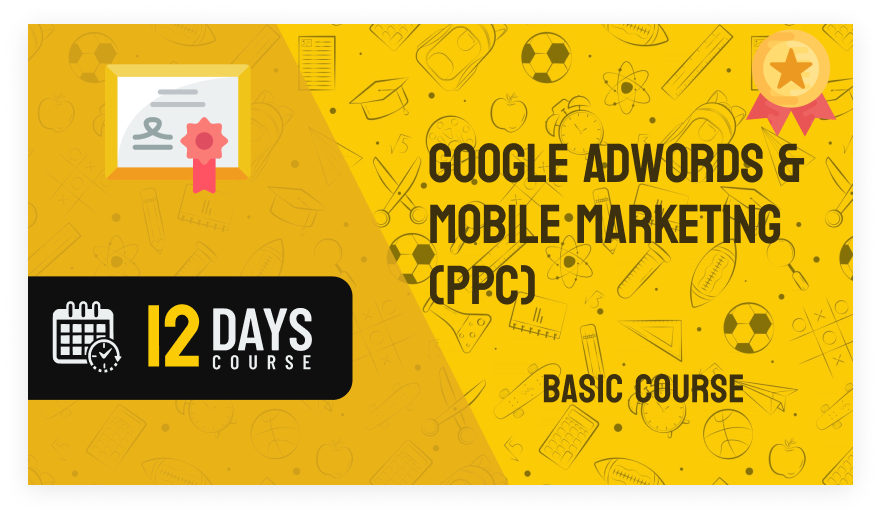 GOOGLE ADWORDS &
MOBILE MARKETING
(PPC)
12 DAYS
COURSE
BASIC COURSE